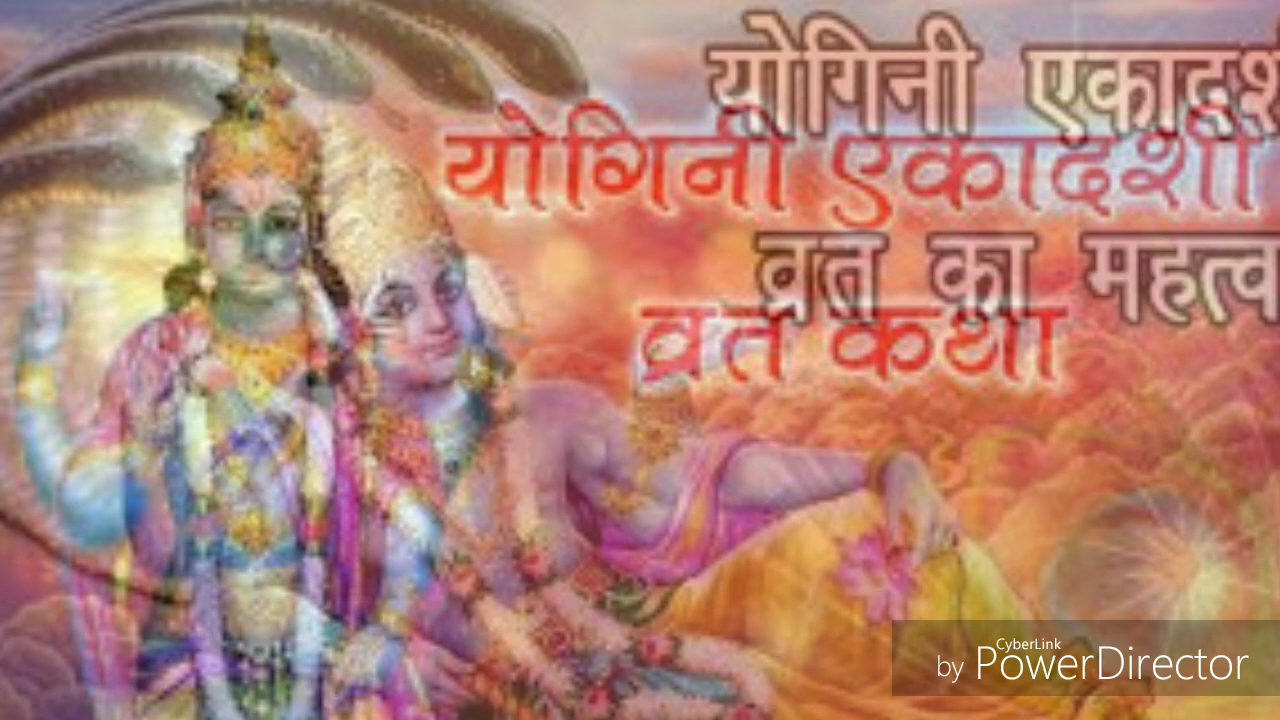 योगिनी एकादशी
योगिनी एकादशी
व्रत का महत्व
व्रत कथा
CyberLink
by PowerDirector